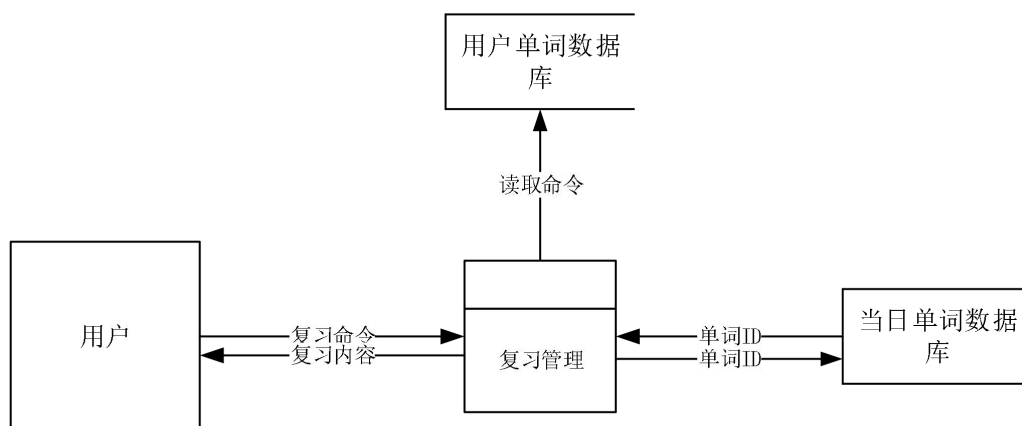 用户单词数据
库
读取命令
用户
复习命令
复习内容
复习管理
单词ID
单词ID
当日单词数据
库